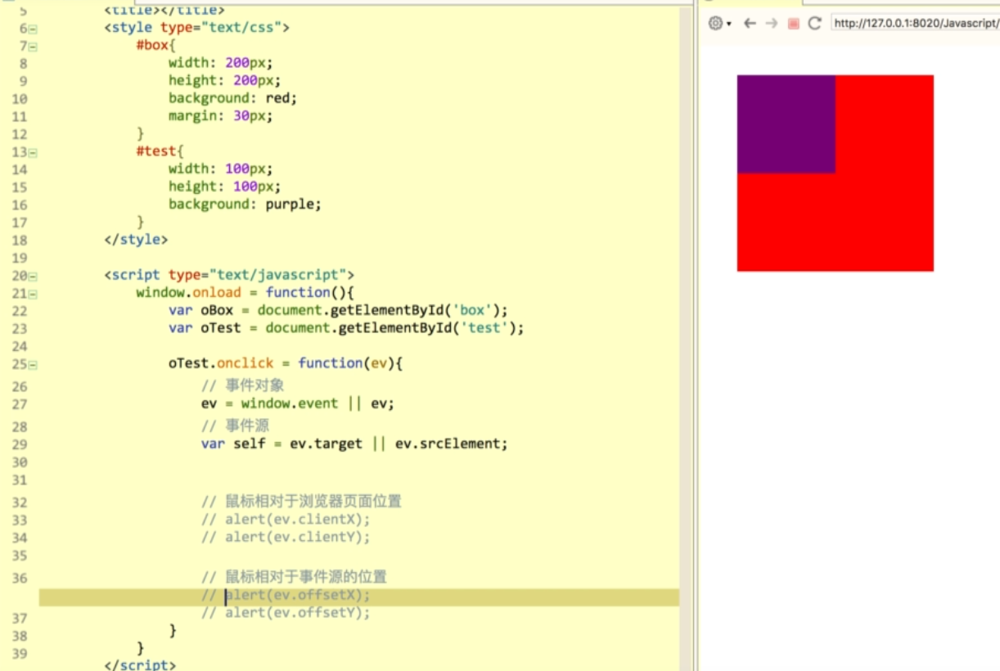 5 <title></title>
6 <style type="text/css">
7 #box{
8 width: 200px;
9 height: 200px;
10 background: red;
11 margin: 30px;
12 }
13 #test{
14 width: 100px;
15 height: 100px;
16 background: purple;
17 }
18 </style>
19
20 <script type="text/javascript">
21 window.onload = function(){
22 var oBox = document.getElementById('box');
23 var oTest = document.getElementById('test');
24
25 oTest.onclick = function(ev){
26 // 事件对象
27 ev = window.event || ev;
28 // 事件源
29 var self = ev.target || ev.srcElement;
30
31
32 // 鼠标相对于浏览器页面位置
33 // alert(ev.clientX);
34 // alert(ev.clientY);
35
36 // 鼠标相对于事件源的位置
// alert(ev.offsetX);
37 // alert(ev.offsetY);
38 }
39 }
</script>
http://127.0.0.1:8020/Javascript/